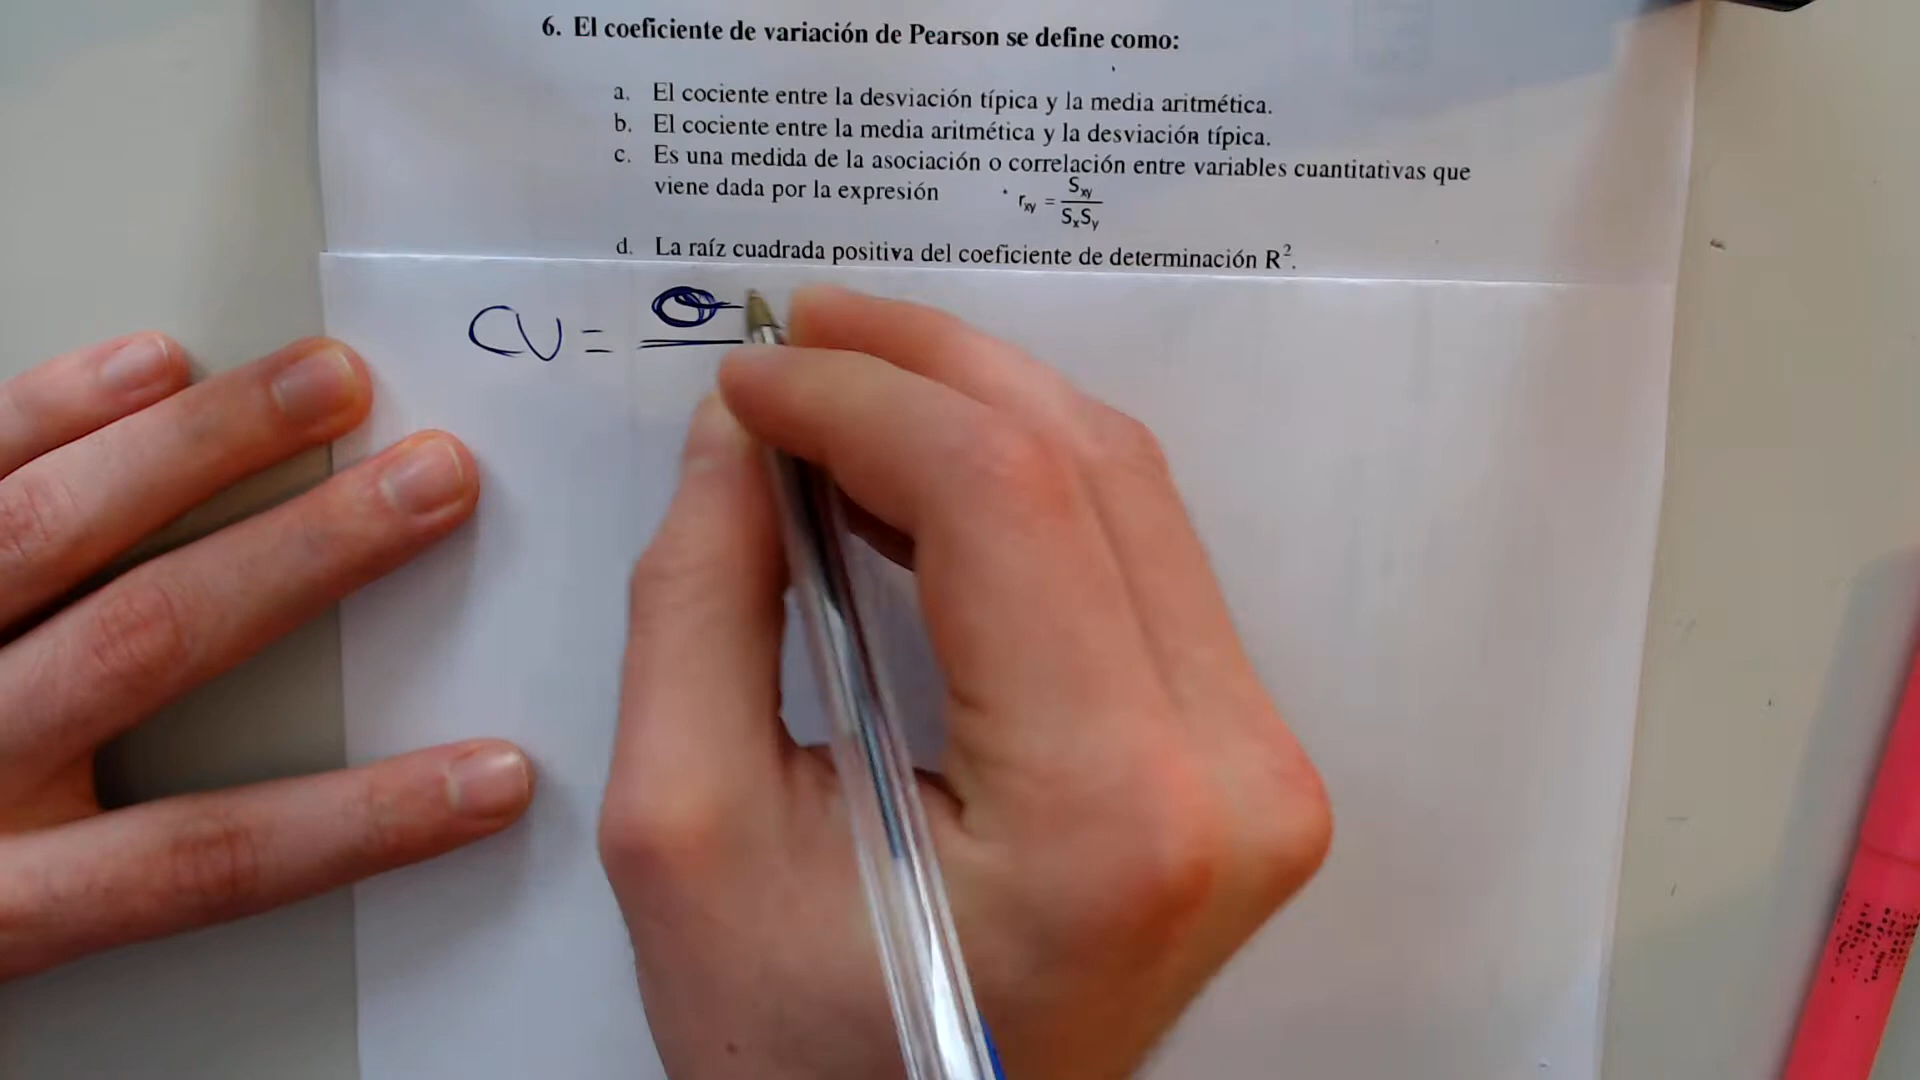 6. El coeficiente de variación de Pearson se define como:
a. El cociente entre la desviación típica y la media aritmética.
b. El cociente entre la media aritmética y la desviación típica.
c. Es una medida de la asociación o correlación entre variables cuantitativas que
viene dada por la expresión r_xy = S_xy / S_x S_y
d. La raíz cuadrada positiva del coeficiente de determinación R².
CV = σ